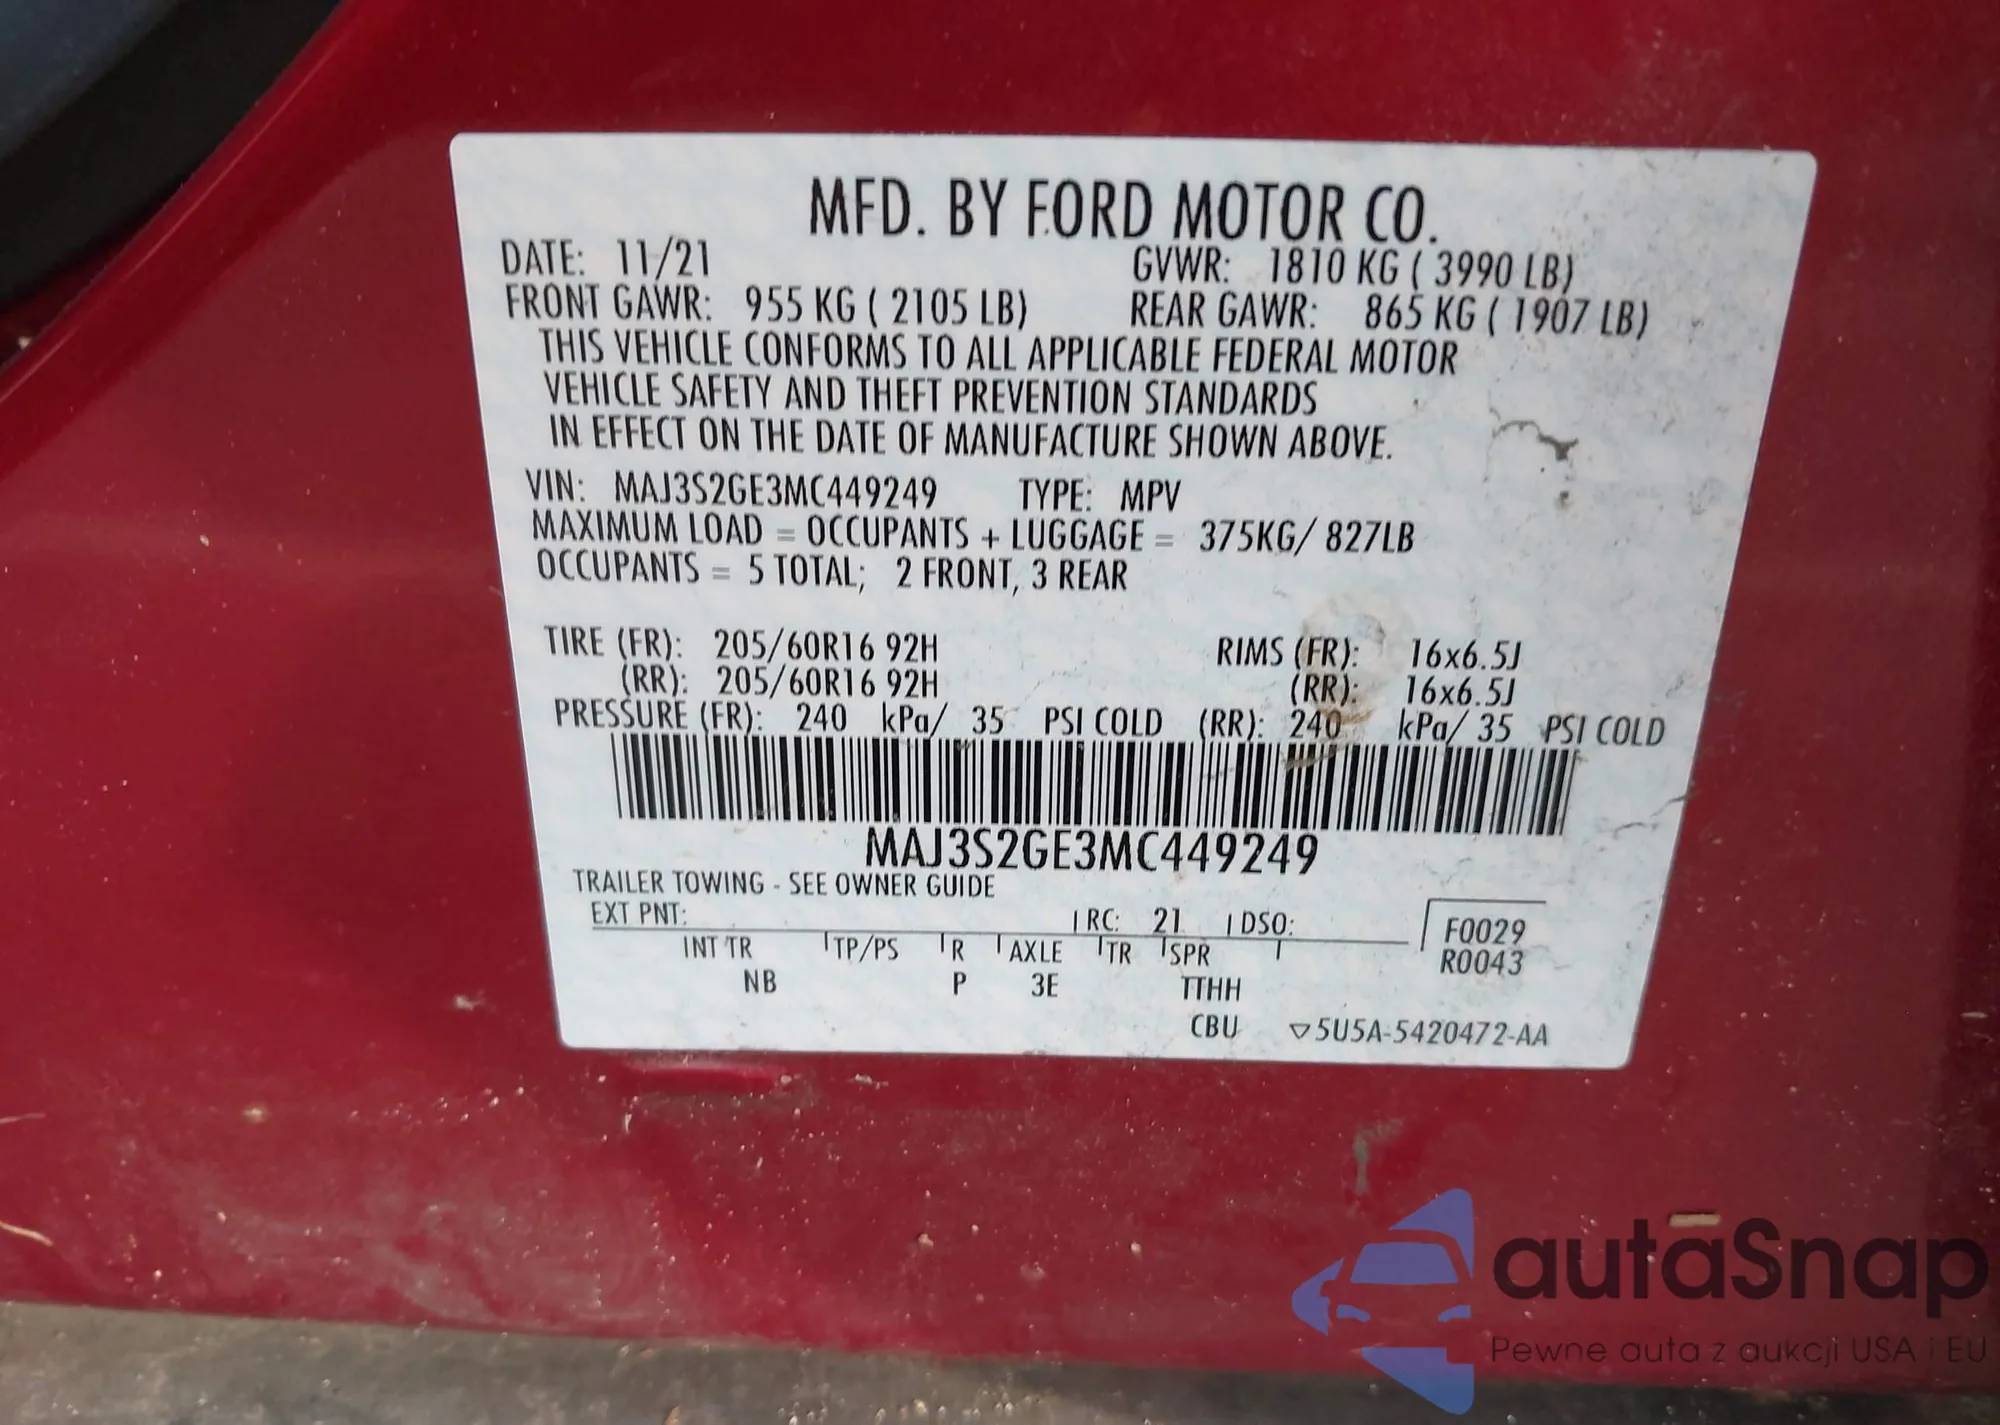 MFD. BY FORD MOTOR CO.
DATE: 11/21 GVWR: 1810 KG ( 3990 LB)
FRONT GAWR: 955 KG ( 2105 LB) REAR GAWR: 865 KG ( 1907 LB)
THIS VEHICLE CONFORMS TO ALL APPLICABLE FEDERAL MOTOR
VEHICLE SAFETY AND THEFT PREVENTION STANDARDS
IN EFFECT ON THE DATE OF MANUFACTURE SHOWN ABOVE.
VIN: MAJ3S2GE3MC449249 TYPE: MPV
MAXIMUM LOAD = OCCUPANTS + LUGGAGE = 375KG/ 827LB
OCCUPANTS = 5 TOTAL; 2 FRONT, 3 REAR
TIRE (FR): 205/60R16 92H RIMS (FR): 16x6.5J
(RR): 205/60R16 92H (RR): 16x6.5J
PRESSURE (FR): 240 kPa/ 35 PSI COLD (RR): 240 kPa/ 35 PSI COLD
MAJ3S2GE3MC449249
TRAILER TOWING - SEE OWNER GUIDE
EXT PNT: RC: 21 DSO: F0029
INT TR TP/PS R AXLE TR SPR R0043
NB P 3E TTHH
CBU ▽5U5A-5420472-AA
autaSnap
Pewne auta z aukcji USA i EU